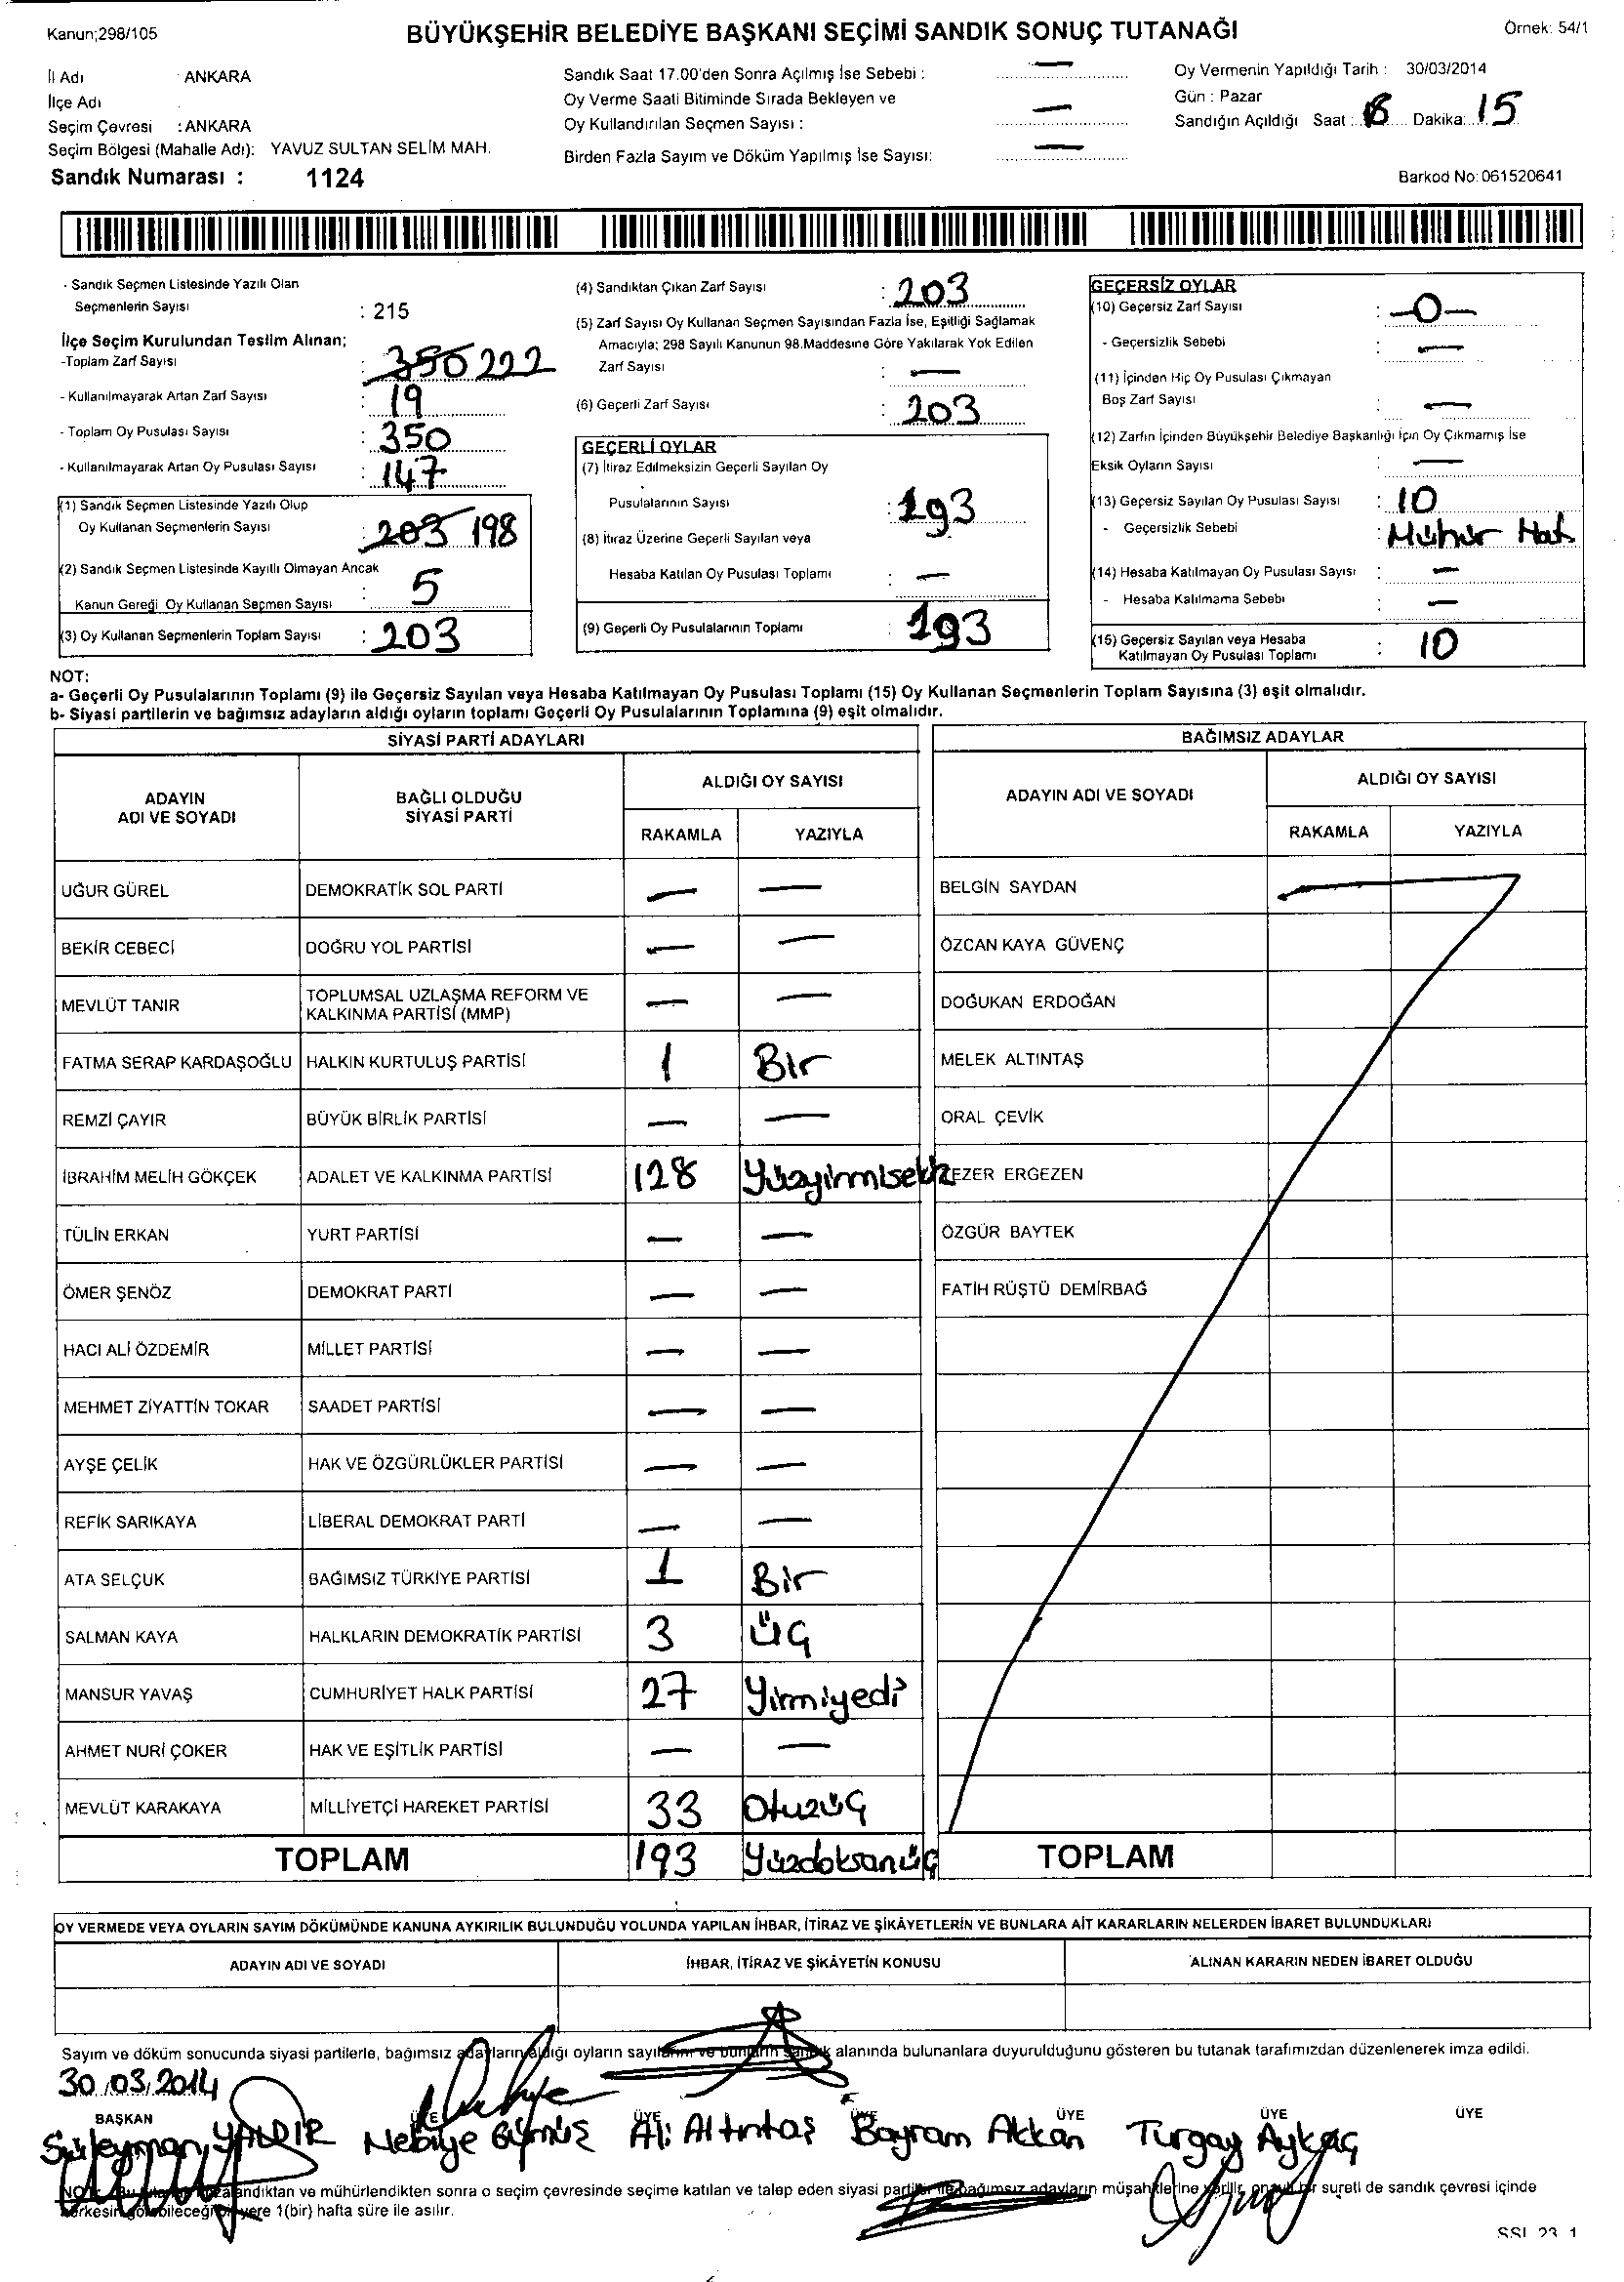 Kanun;298/105
BÜYÜKŞEHİR BELEDİYE BAŞKANI SEÇİMİ SANDIK SONUÇ TUTANAĞI
Örnek: 54/1
İl Adı : ANKARA
İlçe Adı
Seçim Çevresi : ANKARA
Seçim Bölgesi (Mahalle Adı): YAVUZ SULTAN SELİM MAH.
Sandık Numarası : 1124
Sandık Saat 17.00'den Sonra Açılmış İse Sebebi : —
Oy Verme Saati Bitiminde Sırada Bekleyen ve
Oy Kullandırılan Seçmen Sayısı : —
Birden Fazla Sayım ve Döküm Yapılmış İse Sayısı: —
Oy Vermenin Yapıldığı Tarih : 30/03/2014
Gün : Pazar
Sandığın Açıldığı Saat : Dakika: 15
Barkod No: 061520641
- Sandık Seçmen Listesinde Yazılı Olan
Seçmenlerin Sayısı : 215
İlçe Seçim Kurulundan Teslim Alınan;
-Toplam Zarf Sayısı : 350 222
- Kullanılmayarak Artan Zarf Sayısı : 19
- Toplam Oy Pusulası Sayısı : 350
- Kullanılmayarak Artan Oy Pusulası Sayısı : 147
(1) Sandık Seçmen Listesinde Yazılı Olup
Oy Kullanan Seçmenlerin Sayısı : 203 198
(2) Sandık Seçmen Listesinde Kayıtlı Olmayan Ancak
Kanun Gereği Oy Kullanan Seçmen Sayısı : 5
(3) Oy Kullanan Seçmenlerin Toplam Sayısı : 203
(4) Sandıktan Çıkan Zarf Sayısı : 203
(5) Zarf Sayısı Oy Kullanan Seçmen Sayısından Fazla İse, Eşitliği Sağlamak
Amacıyla; 298 Sayılı Kanunun 98.Maddesine Göre Yakılarak Yok Edilen
Zarf Sayısı : —
(6) Geçerli Zarf Sayısı : 203
GEÇERLİ OYLAR
(7) İtiraz Edilmeksizin Geçerli Sayılan Oy
Pusulalarının Sayısı : 193
(8) İtiraz Üzerine Geçerli Sayılan veya
Hesaba Katılan Oy Pusulası Toplamı : —
(9) Geçerli Oy Pusulalarının Toplamı : 193
GEÇERSİZ OYLAR
(10) Geçersiz Zarf Sayısı : —0—
- Geçersizlik Sebebi : —
(11) İçinden Hiç Oy Pusulası Çıkmayan
Boş Zarf Sayısı : —
(12) Zarfın İçinden Büyükşehir Belediye Başkanlığı İçin Oy Çıkmamış İse
Eksik Oyların Sayısı : —
(13) Geçersiz Sayılan Oy Pusulası Sayısı : 10
- Geçersizlik Sebebi : Mühür Hat
(14) Hesaba Katılmayan Oy Pusulası Sayısı : —
- Hesaba Katılmama Sebebi : —
(15) Geçersiz Sayılan veya Hesaba
Katılmayan Oy Pusulası Toplamı : 10
NOT:
a- Geçerli Oy Pusulalarının Toplamı (9) ile Geçersiz Sayılan veya Hesaba Katılmayan Oy Pusulası Toplamı (15) Oy Kullanan Seçmenlerin Toplam Sayısına (3) eşit olmalıdır.
b- Siyasi partilerin ve bağımsız adayların aldığı oyların toplamı Geçerli Oy Pusulalarının Toplamına (9) eşit olmalıdır.
SİYASİ PARTİ ADAYLARI
ADAYIN ADI VE SOYADI BAĞLI OLDUĞU SİYASİ PARTİ ALDIĞI OY SAYISI
RAKAMLA YAZIYLA
UĞUR GÜREL DEMOKRATİK SOL PARTİ — —
BEKİR CEBECİ DOĞRU YOL PARTİSİ — —
MEVLÜT TANIR TOPLUMSAL UZLAŞMA REFORM VE KALKINMA PARTİSİ (MMP) — —
FATMA SERAP KARDAŞOĞLU HALKIN KURTULUŞ PARTİSİ 1 Bir
REMZİ ÇAYIR BÜYÜK BİRLİK PARTİSİ — —
İBRAHİM MELİH GÖKÇEK ADALET VE KALKINMA PARTİSİ 128 Yüzyirmisekiz
TÜLİN ERKAN YURT PARTİSİ — —
ÖMER ŞENÖZ DEMOKRAT PARTİ — —
HACI ALİ ÖZDEMİR MİLLET PARTİSİ — —
MEHMET ZİYATTİN TOKAR SAADET PARTİSİ — —
AYŞE ÇELİK HAK VE ÖZGÜRLÜKLER PARTİSİ — —
REFİK SARIKAYA LİBERAL DEMOKRAT PARTİ — —
ATA SELÇUK BAĞIMSIZ TÜRKİYE PARTİSİ 1 Bir
SALMAN KAYA HALKLARIN DEMOKRATİK PARTİSİ 3 üç
MANSUR YAVAŞ CUMHURİYET HALK PARTİSİ 27 Yirmiyedi
AHMET NURİ ÇOKER HAK VE EŞİTLİK PARTİSİ — —
MEVLÜT KARAKAYA MİLLİYETÇİ HAREKET PARTİSİ 33 Otuzüç
TOPLAM 193 Yüzdoksanüç
BAĞIMSIZ ADAYLAR
ADAYIN ADI VE SOYADI ALDIĞI OY SAYISI
RAKAMLA YAZIYLA
BELGİN SAYDAN
ÖZCAN KAYA GÜVENÇ
DOĞUKAN ERDOĞAN
MELEK ALTINTAŞ
ORAL ÇEVİK
EZER ERGEZEN
ÖZGÜR BAYTEK
FATİH RÜŞTÜ DEMİRBAĞ
TOPLAM
OY VERMEDE VEYA OYLARIN SAYIM DÖKÜMÜNDE KANUNA AYKIRILIK BULUNDUĞU YOLUNDA YAPILAN İHBAR, İTİRAZ VE ŞİKÂYETLERİN VE BUNLARA AİT KARARLARIN NELERDEN İBARET BULUNDUKLARI
ADAYIN ADI VE SOYADI İHBAR, İTİRAZ VE ŞİKÂYETİN KONUSU ALINAN KARARIN NEDEN İBARET OLDUĞU
Sayım ve döküm sonucunda siyasi partilerle, bağımsız adayların aldığı oyların sayılarını ve bunların sandık alanında bulunanlara duyurulduğunu gösteren bu tutanak tarafımızdan düzenlenerek imza edildi.
30.03.2014
BAŞKAN ÜYE ÜYE ÜYE ÜYE ÜYE ÜYE
Süleyman YALDIR Nebiye Ali Altıntaş Bayram Akkan Turgay Aykaç
andıktan ve mühürlendikten sonra o seçim çevresinde seçime katılan ve talep eden siyasi partiler ile bağımsız adayların müşahitlerine verilir, onaylı bir sureti de sandık çevresi içinde
herkesin görebileceği bir yere 1(bir) hafta süre ile asılır.